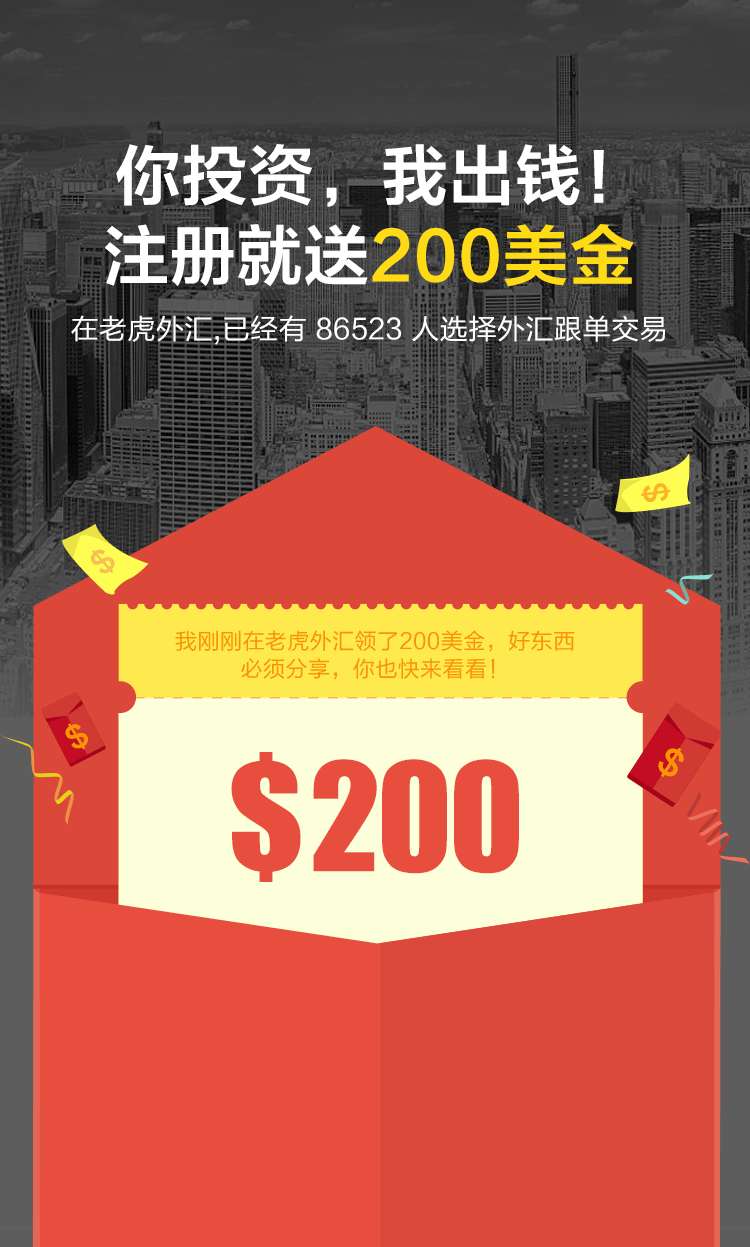 你投资，我出钱！
注册就送200美金
在老虎外汇,已经有 86523 人选择外汇跟单交易
$
$
我刚刚在老虎外汇领了200美金，好东西
必须分享，你也快来看看！
$
$
$200